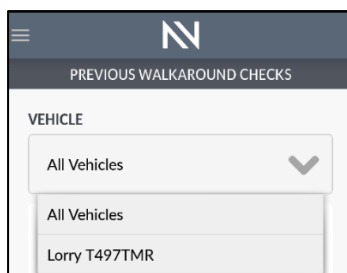 PREVIOUS WALKAROUND CHECKS
VEHICLE
All Vehicles
All Vehicles
Lorry T497TMR